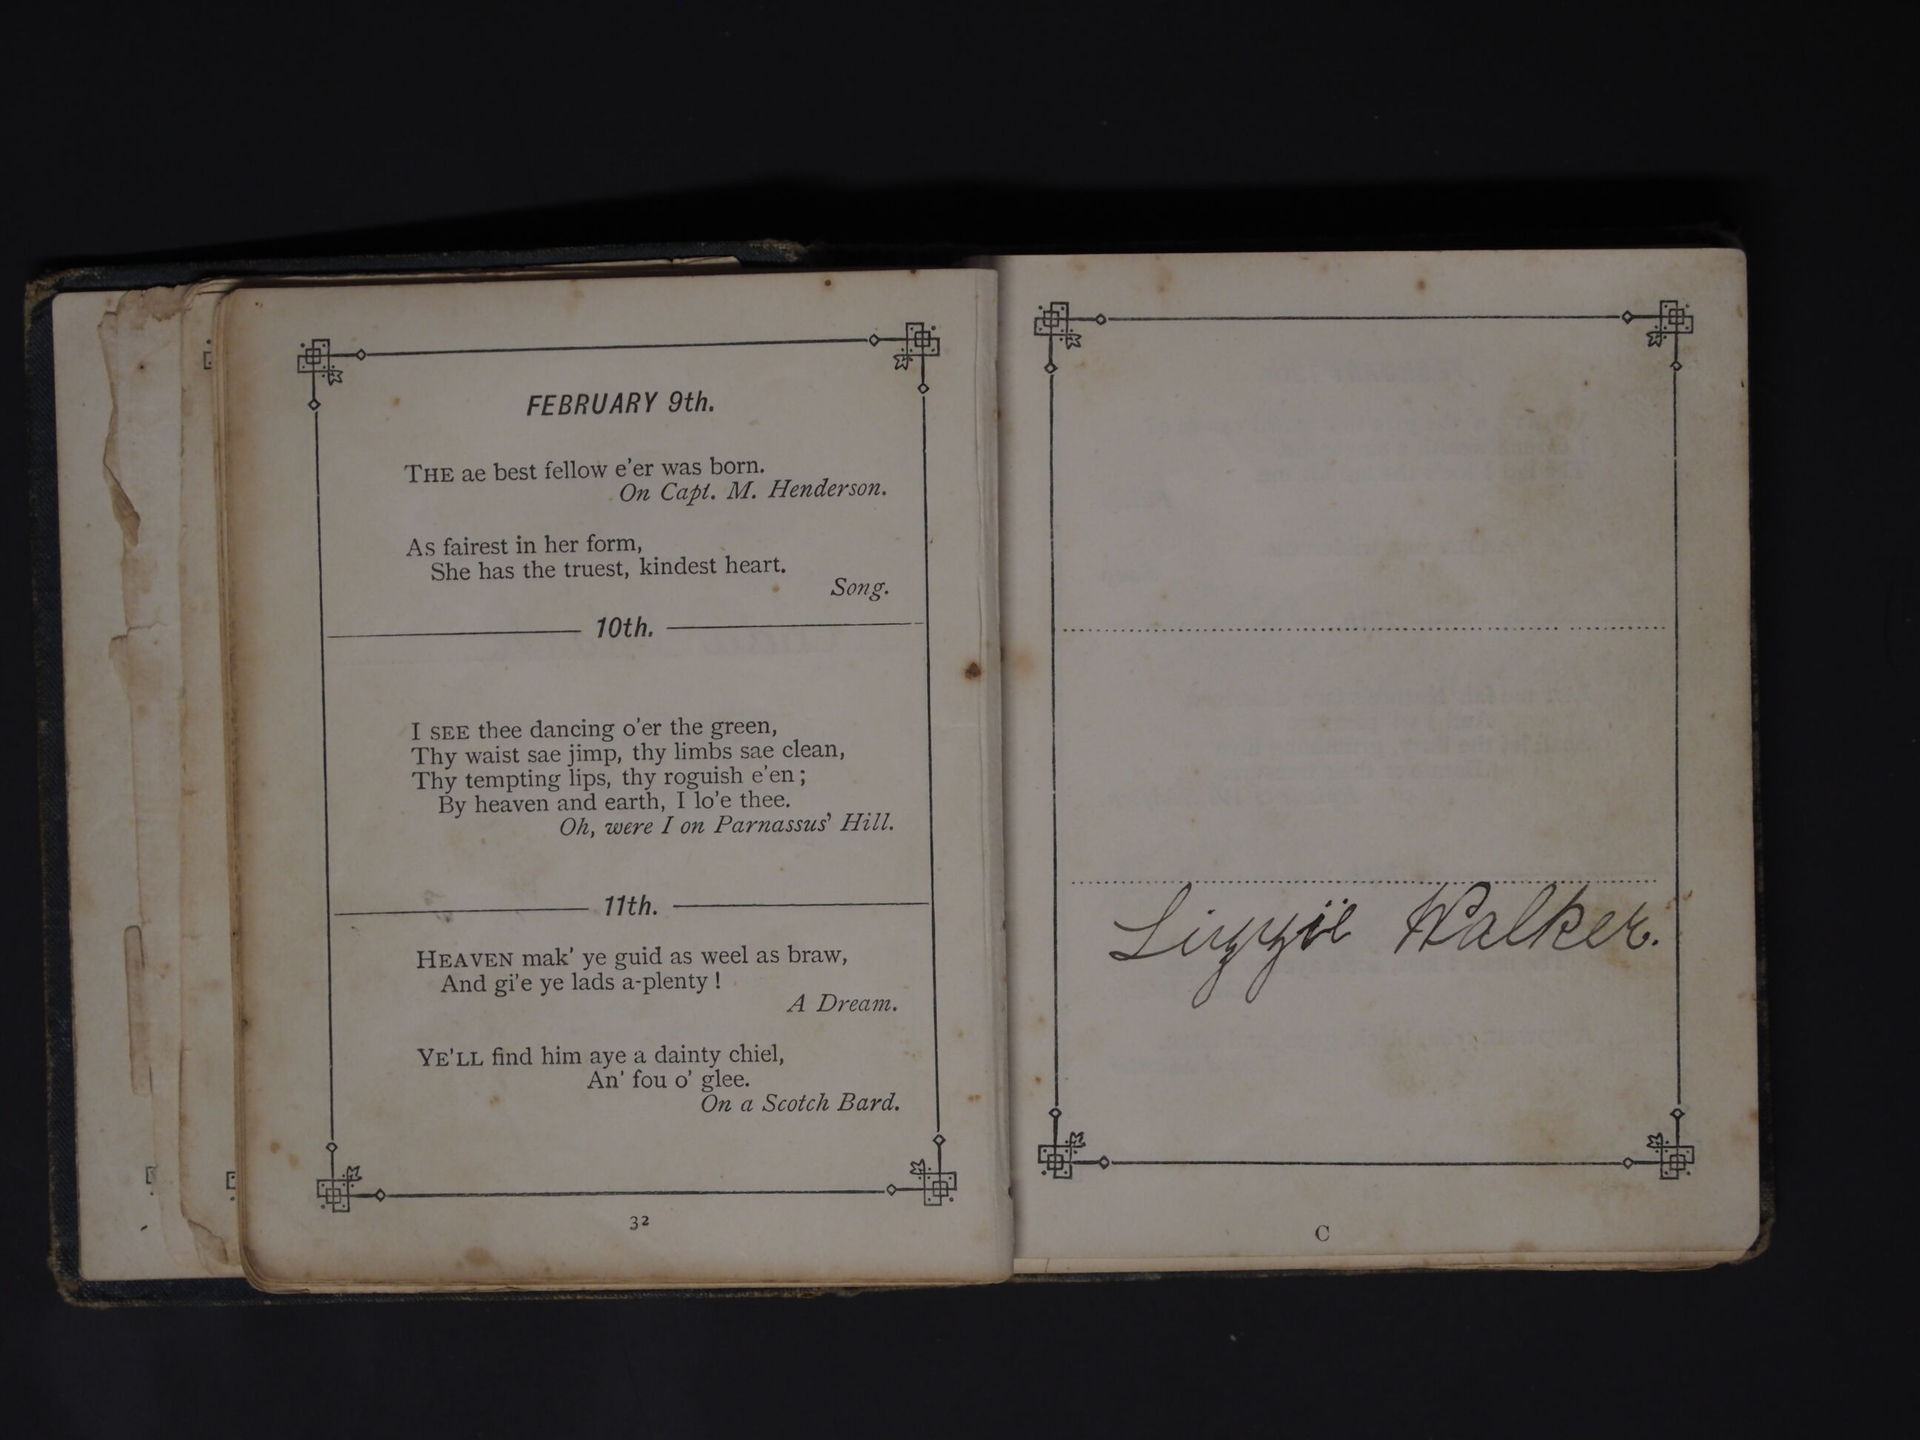 FEBRUARY 9th.
THE ae best fellow e'er was born.
On Capt. M. Henderson.
As fairest in her form,
She has the truest, kindest heart.
Song.
10th.
I SEE thee dancing o'er the green,
Thy waist sae jimp, thy limbs sae clean,
Thy tempting lips, thy roguish e'en ;
By heaven and earth, I lo'e thee.
Oh, were I on Parnassus' Hill.
11th.
HEAVEN mak' ye guid as weel as braw,
And gi'e ye lads a-plenty !
A Dream.
YE'LL find him aye a dainty chiel,
An' fou o' glee.
On a Scotch Bard.
32
Lizzie Walker.
C